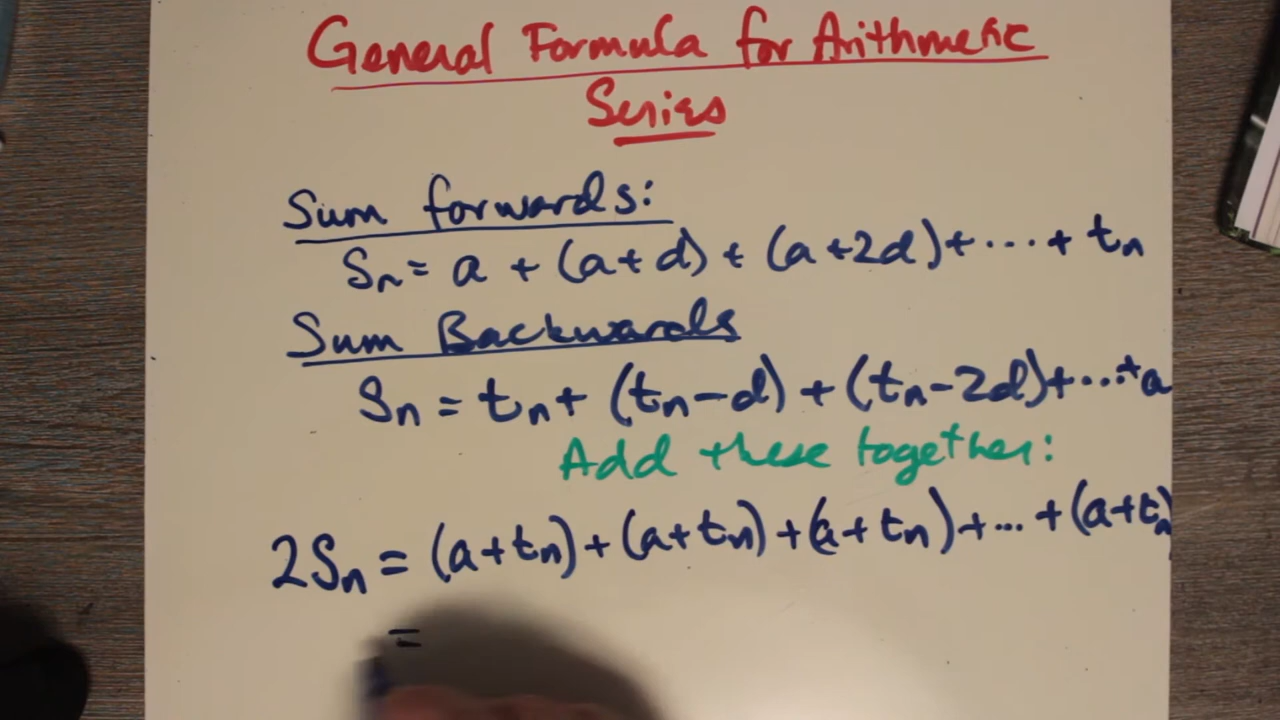 General Formula for Arithmetic
Series
Sum forwards:
Sn = a + (a+d) + (a+2d) + ... + tn
Sum Backwards
Sn = tn + (tn-d) + (tn-2d) + ... + a
Add these together:
2Sn = (a+tn) + (a+tn) + (a+tn) + ... + (a+tn)
=